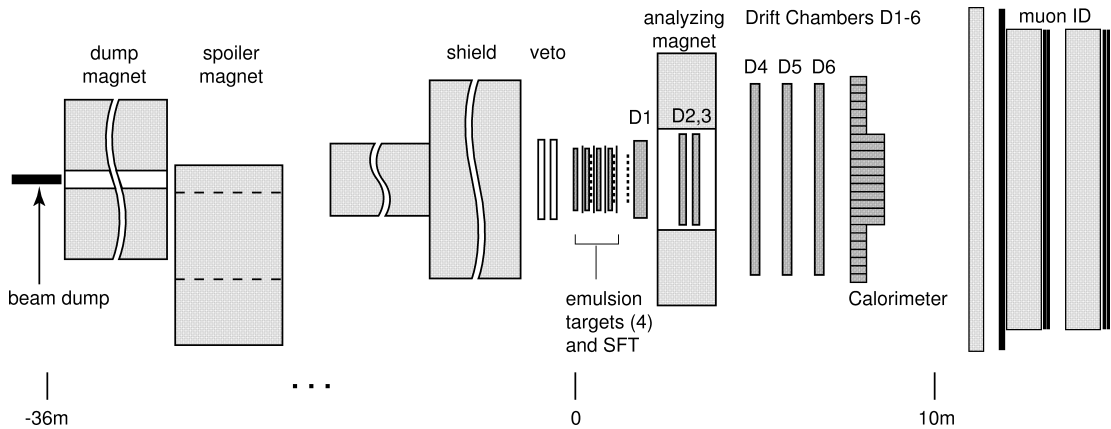 dump
magnet
spoiler
magnet
shield
veto
analyzing
magnet
Drift Chambers D1-6
muon ID
D1
D2,3
D4
D5
D6
beam dump
emulsion
targets (4)
and SFT
Calorimeter
-36m
0
10m